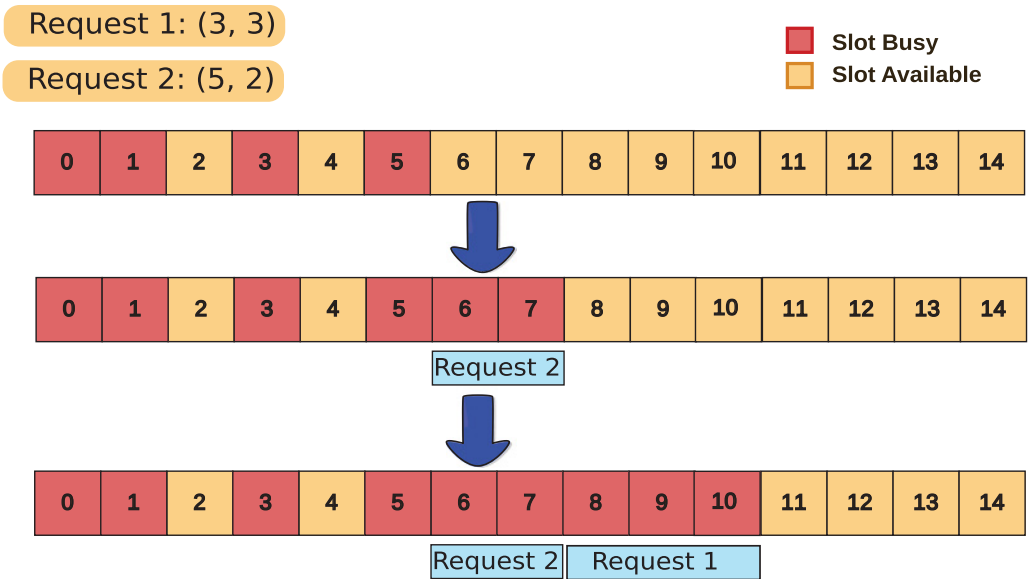 Request 1: (3, 3)
Request 2: (5, 2)
Slot Busy
Slot Available
0 1 2 3 4 5 6 7 8 9 10 11 12 13 14
0 1 2 3 4 5 6 7 8 9 10 11 12 13 14
Request 2
0 1 2 3 4 5 6 7 8 9 10 11 12 13 14
Request 2 Request 1